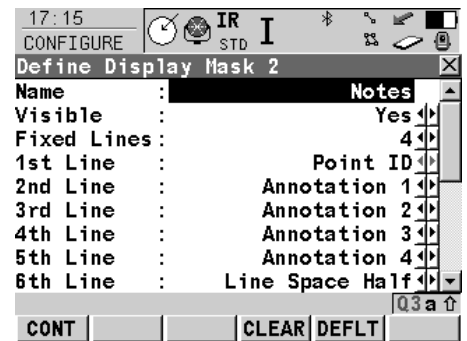 17:15
CONFIGURE
IR
STD
I
Define Display Mask 2
Name : Notes
Visible : Yes
Fixed Lines: 4
1st Line : Point ID
2nd Line : Annotation 1
3rd Line : Annotation 2
4th Line : Annotation 3
5th Line : Annotation 4
6th Line : Line Space Half
Q3a
CONT CLEAR DEFLT